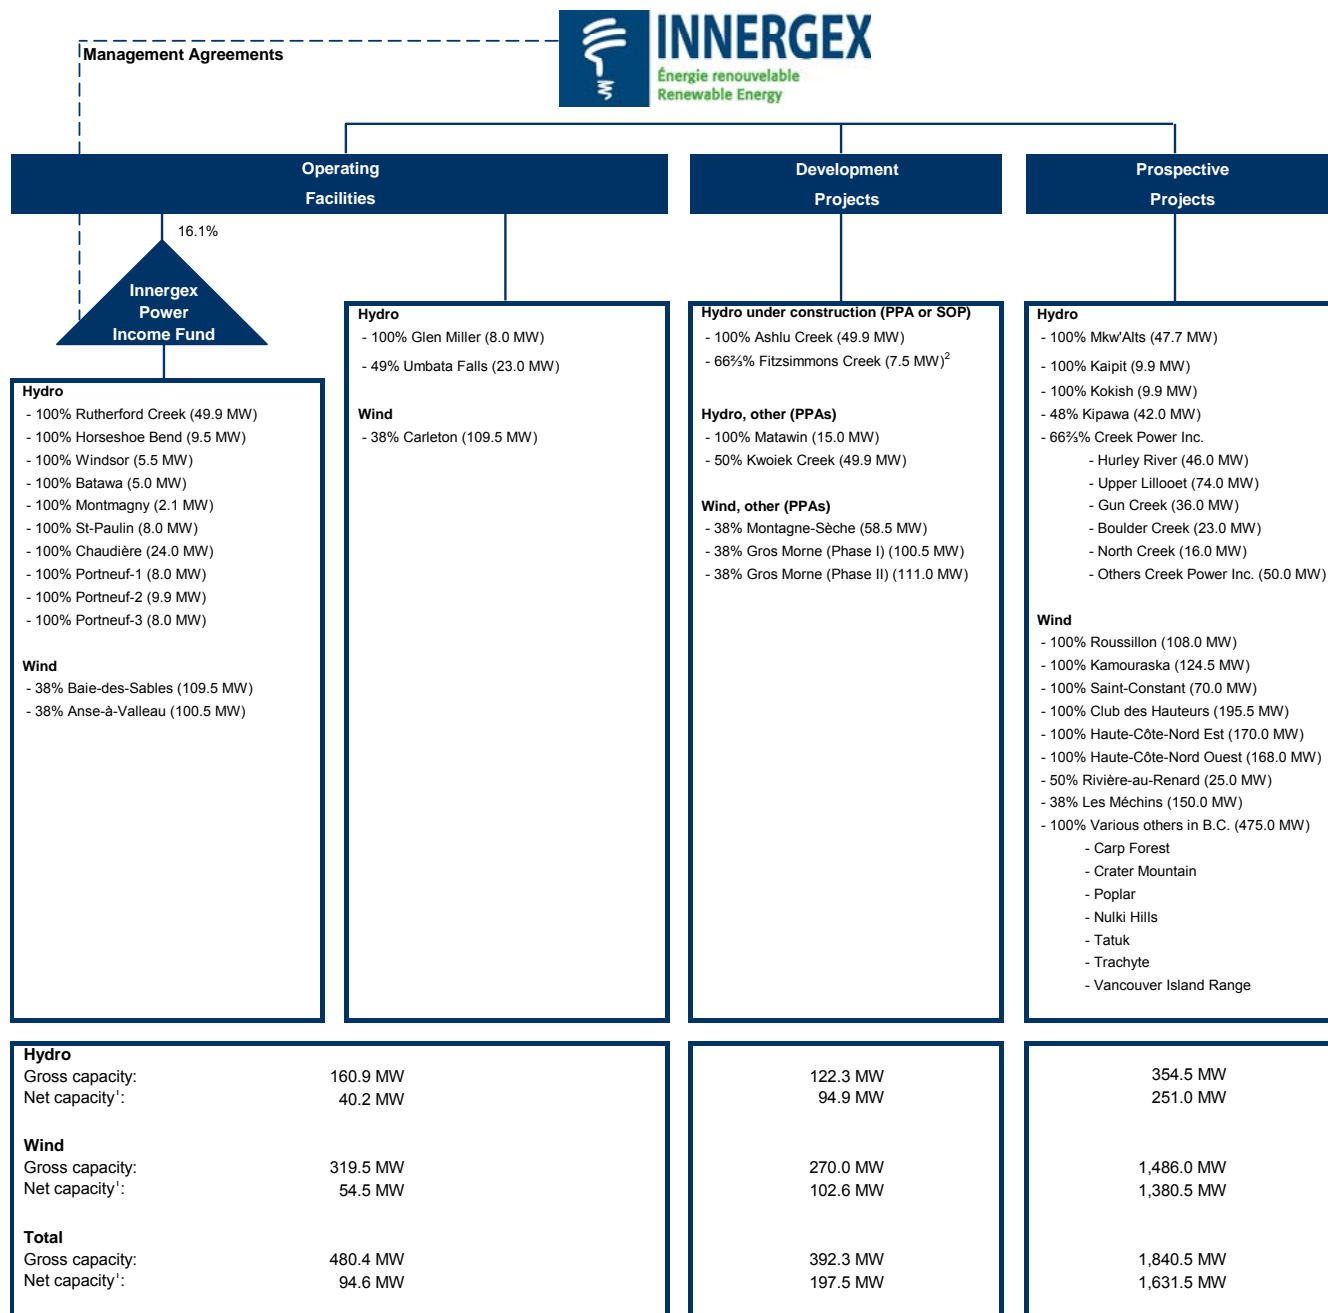 INNERGEX
Énergie renouvelable
Renewable Energy
Management Agreements
Operating
Facilities
Development
Projects
Prospective
Projects
16.1%
Innergex
Power
Income Fund
Hydro
- 100% Rutherford Creek (49.9 MW)
- 100% Horseshoe Bend (9.5 MW)
- 100% Windsor (5.5 MW)
- 100% Batawa (5.0 MW)
- 100% Montmagny (2.1 MW)
- 100% St-Paulin (8.0 MW)
- 100% Chaudière (24.0 MW)
- 100% Portneuf-1 (8.0 MW)
- 100% Portneuf-2 (9.9 MW)
- 100% Portneuf-3 (8.0 MW)
Wind
- 38% Baie-des-Sables (109.5 MW)
- 38% Anse-à-Valleau (100.5 MW)
Hydro
- 100% Glen Miller (8.0 MW)
- 49% Umbata Falls (23.0 MW)
Wind
- 38% Carleton (109.5 MW)
Hydro under construction (PPA or SOP)
- 100% Ashlu Creek (49.9 MW)
- 66⅔% Fitzsimmons Creek (7.5 MW)²
Hydro, other (PPAs)
- 100% Matawin (15.0 MW)
- 50% Kwoiek Creek (49.9 MW)
Wind, other (PPAs)
- 38% Montagne-Sèche (58.5 MW)
- 38% Gros Morne (Phase I) (100.5 MW)
- 38% Gros Morne (Phase II) (111.0 MW)
Hydro
- 100% Mkw'Alts (47.7 MW)
- 100% Kaipit (9.9 MW)
- 100% Kokish (9.9 MW)
- 48% Kipawa (42.0 MW)
- 66⅔% Creek Power Inc.
- Hurley River (46.0 MW)
- Upper Lillooet (74.0 MW)
- Gun Creek (36.0 MW)
- Boulder Creek (23.0 MW)
- North Creek (16.0 MW)
- Others Creek Power Inc. (50.0 MW)
Wind
- 100% Roussillon (108.0 MW)
- 100% Kamouraska (124.5 MW)
- 100% Saint-Constant (70.0 MW)
- 100% Club des Hauteurs (195.5 MW)
- 100% Haute-Côte-Nord Est (170.0 MW)
- 100% Haute-Côte-Nord Ouest (168.0 MW)
- 50% Rivière-au-Renard (25.0 MW)
- 38% Les Méchins (150.0 MW)
- 100% Various others in B.C. (475.0 MW)
- Carp Forest
- Crater Mountain
- Poplar
- Nulki Hills
- Tatuk
- Trachyte
- Vancouver Island Range
Hydro
Gross capacity: 160.9 MW 122.3 MW 354.5 MW
Net capacity¹: 40.2 MW 94.9 MW 251.0 MW
Wind
Gross capacity: 319.5 MW 270.0 MW 1,486.0 MW
Net capacity¹: 54.5 MW 102.6 MW 1,380.5 MW
Total
Gross capacity: 480.4 MW 392.3 MW 1,840.5 MW
Net capacity¹: 94.6 MW 197.5 MW 1,631.5 MW